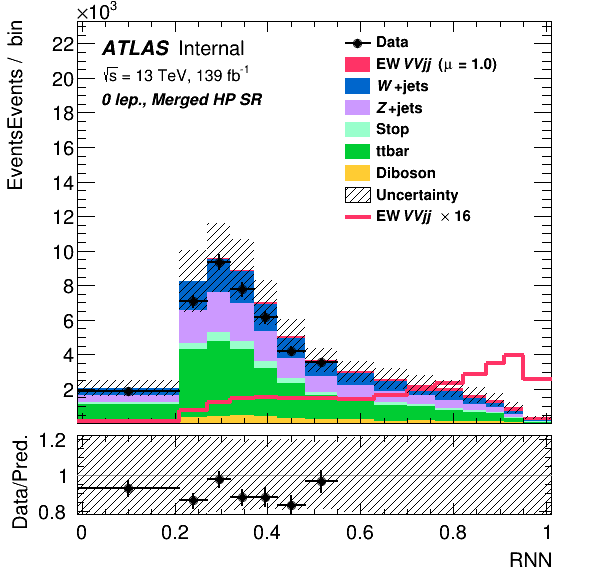 ×10³
EventsEvents / bin
22
20
18
16
14
12
10
8
6
4
2
ATLAS Internal
√s = 13 TeV, 139 fb⁻¹
0 lep., Merged HP SR
Data
EW VVjj (μ = 1.0)
W+jets
Z+jets
Stop
ttbar
Diboson
Uncertainty
EW VVjj × 16
Data/Pred.
1.2
1
0.8
0 0.2 0.4 0.6 0.8 1
RNN